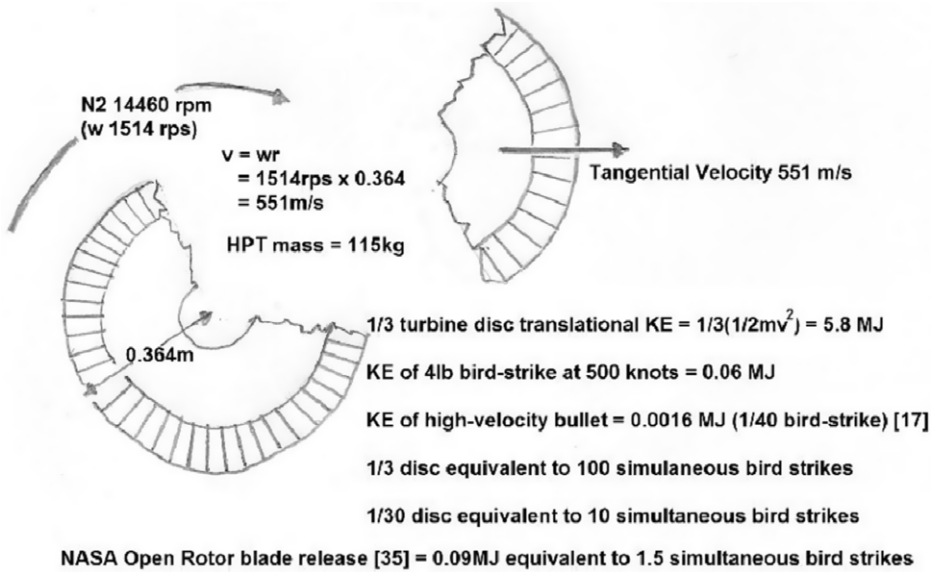 N2 14460 rpm
(w 1514 rps)
v = wr
= 1514rps x 0.364
= 551m/s
HPT mass = 115kg
Tangential Velocity 551 m/s
0.364m
1/3 turbine disc translational KE = 1/3(1/2mv²) = 5.8 MJ
KE of 4lb bird-strike at 500 knots = 0.06 MJ
KE of high-velocity bullet = 0.0016 MJ (1/40 bird-strike) [17]
1/3 disc equivalent to 100 simulaneous bird strikes
1/30 disc equivalent to 10 simultaneous bird strikes
NASA Open Rotor blade release [35] = 0.09MJ equivalent to 1.5 simultaneous bird strikes